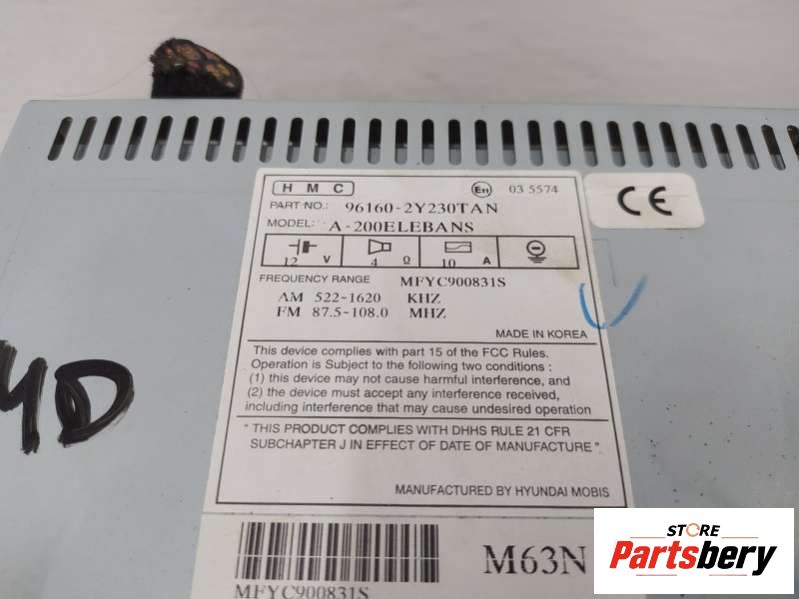 HMC E11 03 5574
PART NO.: 96160-2Y230TAN
MODEL: A-200ELEBANS
CE
12 V 4 Ω 10 A
FREQUENCY RANGE MFYC900831S
AM 522-1620 KHZ
FM 87.5-108.0 MHZ
MADE IN KOREA
This device complies with part 15 of the FCC Rules.
Operation is Subject to the following two conditions :
(1) this device may not cause harmful interference, and
(2) the device must accept any interference received,
including interference that may cause undesired operation
" THIS PRODUCT COMPLIES WITH DHHS RULE 21 CFR
SUBCHAPTER J IN EFFECT OF DATE OF MANUFACTURE "
MANUFACTURED BY HYUNDAI MOBIS
M63N
MFYC900831S
STORE
Partsbery